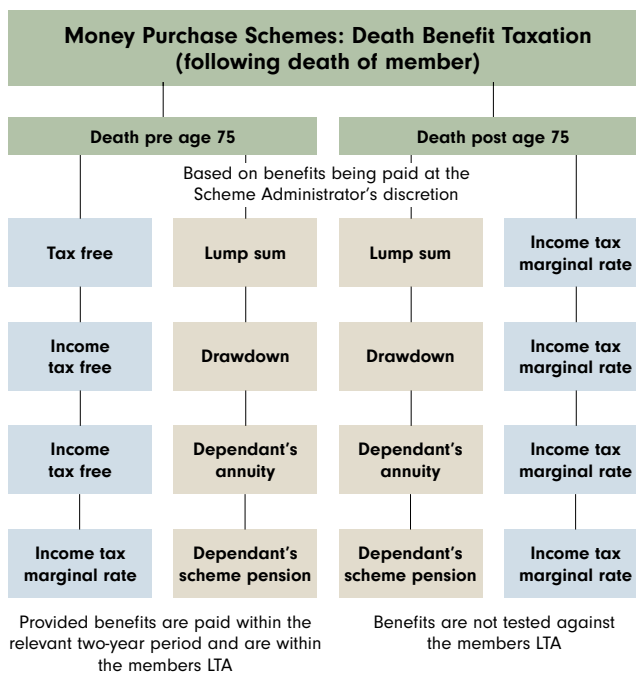 Money Purchase Schemes: Death Benefit Taxation
(following death of member)
Death pre age 75
Death post age 75
Based on benefits being paid at the
Scheme Administrator's discretion
Tax free
Lump sum
Lump sum
Income tax
marginal rate
Income
tax free
Drawdown
Drawdown
Income tax
marginal rate
Income
tax free
Dependant's
annuity
Dependant's
annuity
Income tax
marginal rate
Income tax
marginal rate
Dependant's
scheme pension
Dependant's
scheme pension
Income tax
marginal rate
Provided benefits are paid within the
relevant two-year period and are within
the members LTA
Benefits are not tested against
the members LTA